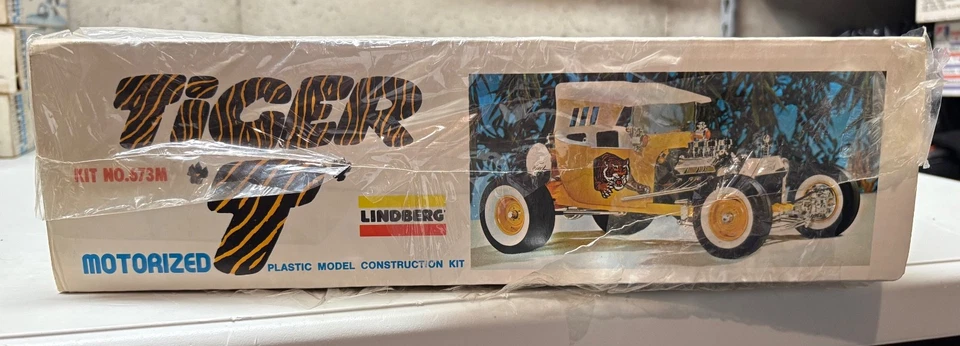 TiGER
T
KIT NO.573M
LINDBERG
MOTORIZED
PLASTIC MODEL CONSTRUCTION KIT